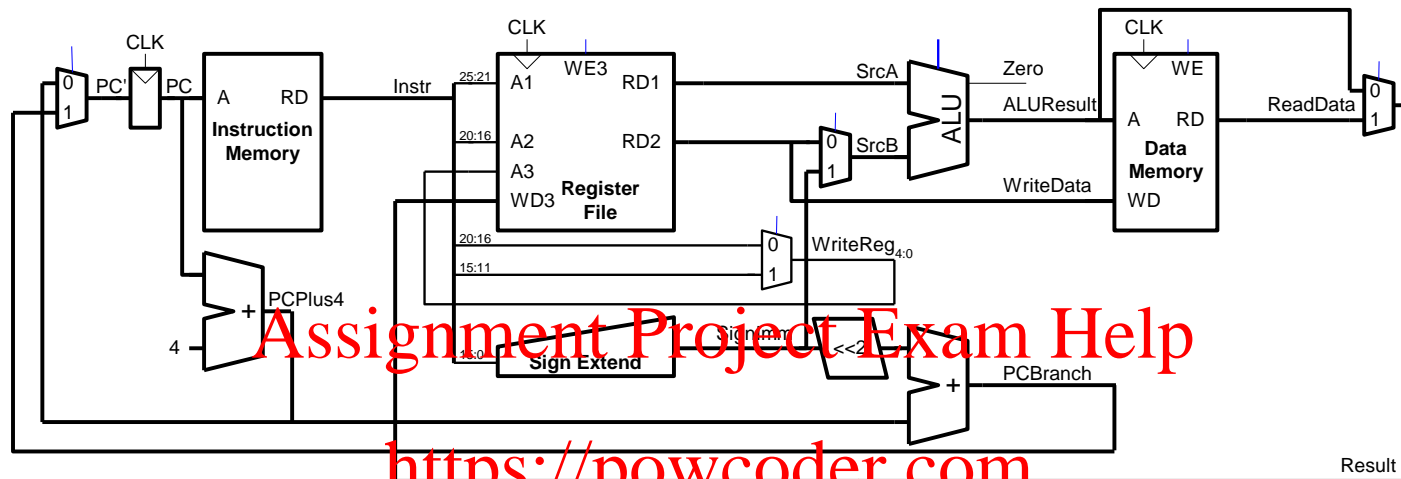 CLK
CLK
CLK
0
1
PC'
PC
A
RD
Instruction
Memory
Instr
25:21
20:16
A1
A2
A3
WD3
WE3
RD1
RD2
Register
File
SrcA
0
1
SrcB
ALU
Zero
ALUResult
WriteData
WE
A
RD
Data
Memory
WD
ReadData
0
1
20:16
15:11
0
1
WriteReg4:0
4
+
PCPlus4
15:0
Sign Extend
SignImm
<<2
+
PCBranch
Assignment Project Exam Help
https://powcoder.com
Result